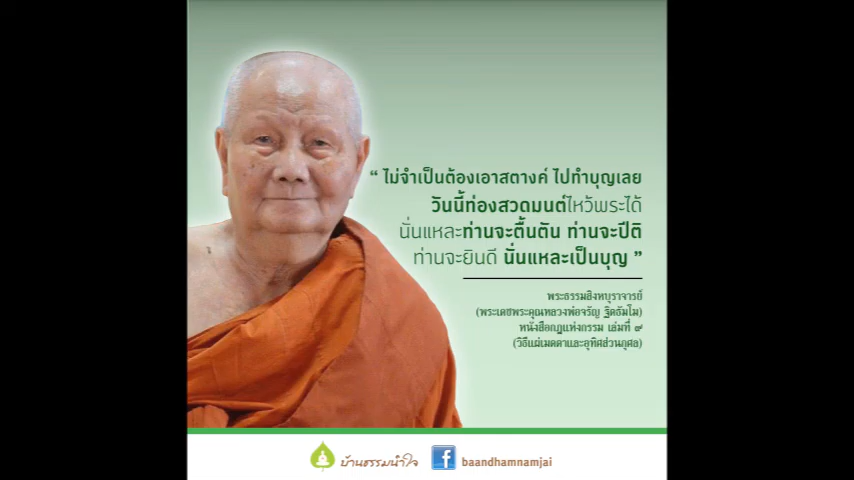 “ ไม่จำเป็นต้องเอาสตางค์ ไปทำบุญเลย
วันนี้ท่องสวดมนต์ไหว้พระได้
นั่นแหละท่านจะตื้นตัน ท่านจะปีติ
ท่านจะยินดี นั่นแหละเป็นบุญ ”
พระธรรมสิงหบุราจารย์
(พระเดชพระคุณหลวงพ่อจรัญ ฐิตธัมโม)
หนังสือกฎแห่งกรรม เล่มที่ ๙
(วิธีแผ่เมตตาและอุทิศส่วนกุศล)
บ้านธรรมนำใจ
baandhamnamjai